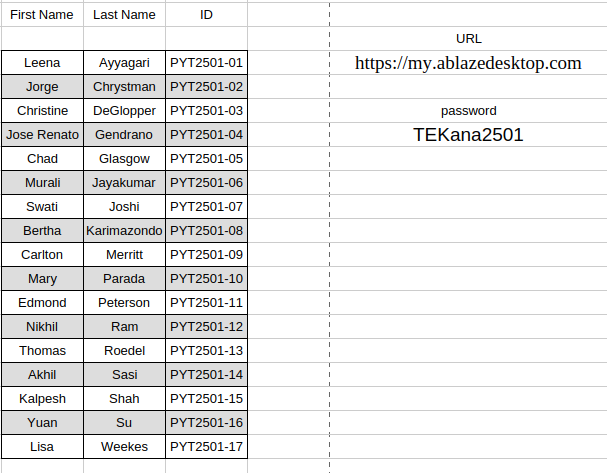 First Name Last Name ID
URL
Leena Ayyagari PYT2501-01 https://my.ablazedesktop.com
Jorge Chrystman PYT2501-02
Christine DeGlopper PYT2501-03 password
Jose Renato Gendrano PYT2501-04 TEKana2501
Chad Glasgow PYT2501-05
Murali Jayakumar PYT2501-06
Swati Joshi PYT2501-07
Bertha Karimazondo PYT2501-08
Carlton Merritt PYT2501-09
Mary Parada PYT2501-10
Edmond Peterson PYT2501-11
Nikhil Ram PYT2501-12
Thomas Roedel PYT2501-13
Akhil Sasi PYT2501-14
Kalpesh Shah PYT2501-15
Yuan Su PYT2501-16
Lisa Weekes PYT2501-17